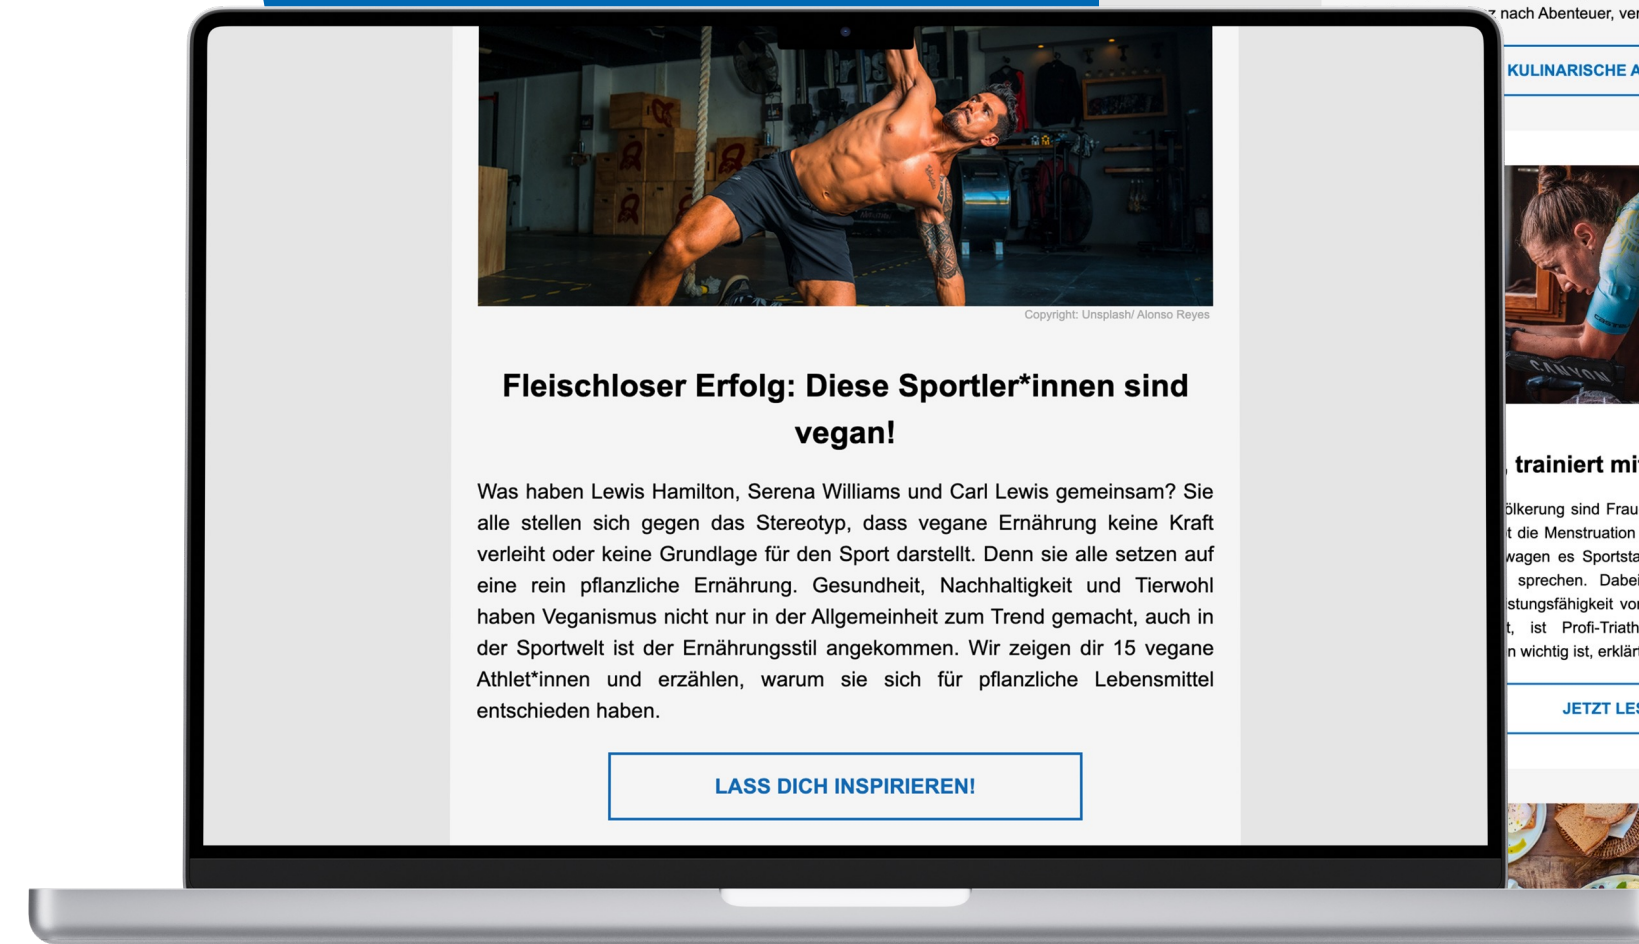 Copyright: Unsplash/ Alonso Reyes
Fleischloser Erfolg: Diese Sportler*innen sind
vegan!
Was haben Lewis Hamilton, Serena Williams und Carl Lewis gemeinsam? Sie
alle stellen sich gegen das Stereotyp, dass vegane Ernährung keine Kraft
verleiht oder keine Grundlage für den Sport darstellt. Denn sie alle setzen auf
eine rein pflanzliche Ernährung. Gesundheit, Nachhaltigkeit und Tierwohl
haben Veganismus nicht nur in der Allgemeinheit zum Trend gemacht, auch in
der Sportwelt ist der Ernährungsstil angekommen. Wir zeigen dir 15 vegane
Athlet*innen und erzählen, warum sie sich für pflanzliche Lebensmittel
entschieden haben.
LASS DICH INSPIRIEREN!
nach Abenteuer, ver
KULINARISCHE A
CANYON
, trainiert mi
ölkerung sind Frau
t die Menstruation
wagen es Sportsta
sprechen. Dabei
stungsfähigkeit vo
t, ist Profi-Triath
n wichtig ist, erklär
JETZT LES